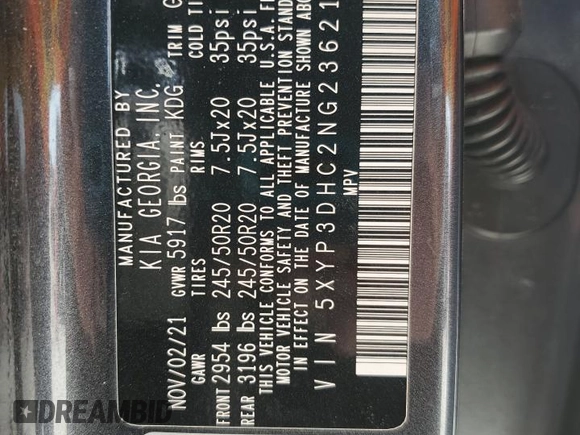 MANUFACTURED BY
KIA GEORGIA, INC.
NOV/02/21 GVWR 5917 lbs PAINT KDG TRIM
GAWR TIRES RIMS COLD
FRONT 2954 lbs 245/50R20 7.5Jx20 35psi
REAR 3196 lbs 245/50R20 7.5Jx20 35psi
THIS VEHICLE CONFORMS TO ALL APPLICABLE U.S.A.
MOTOR VEHICLE SAFETY AND THEFT PREVENTION
IN EFFECT ON THE DATE OF MANUFACTURE SHOWN
VIN 5XYP3DHC2NG23621
MPV
DREAMBID